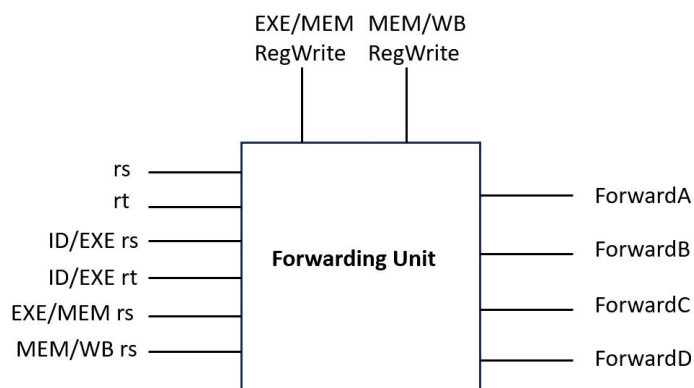 EXE/MEM MEM/WB
RegWrite RegWrite
rs
rt
ID/EXE rs
ID/EXE rt
EXE/MEM rs
MEM/WB rs
Forwarding Unit
ForwardA
ForwardB
ForwardC
ForwardD